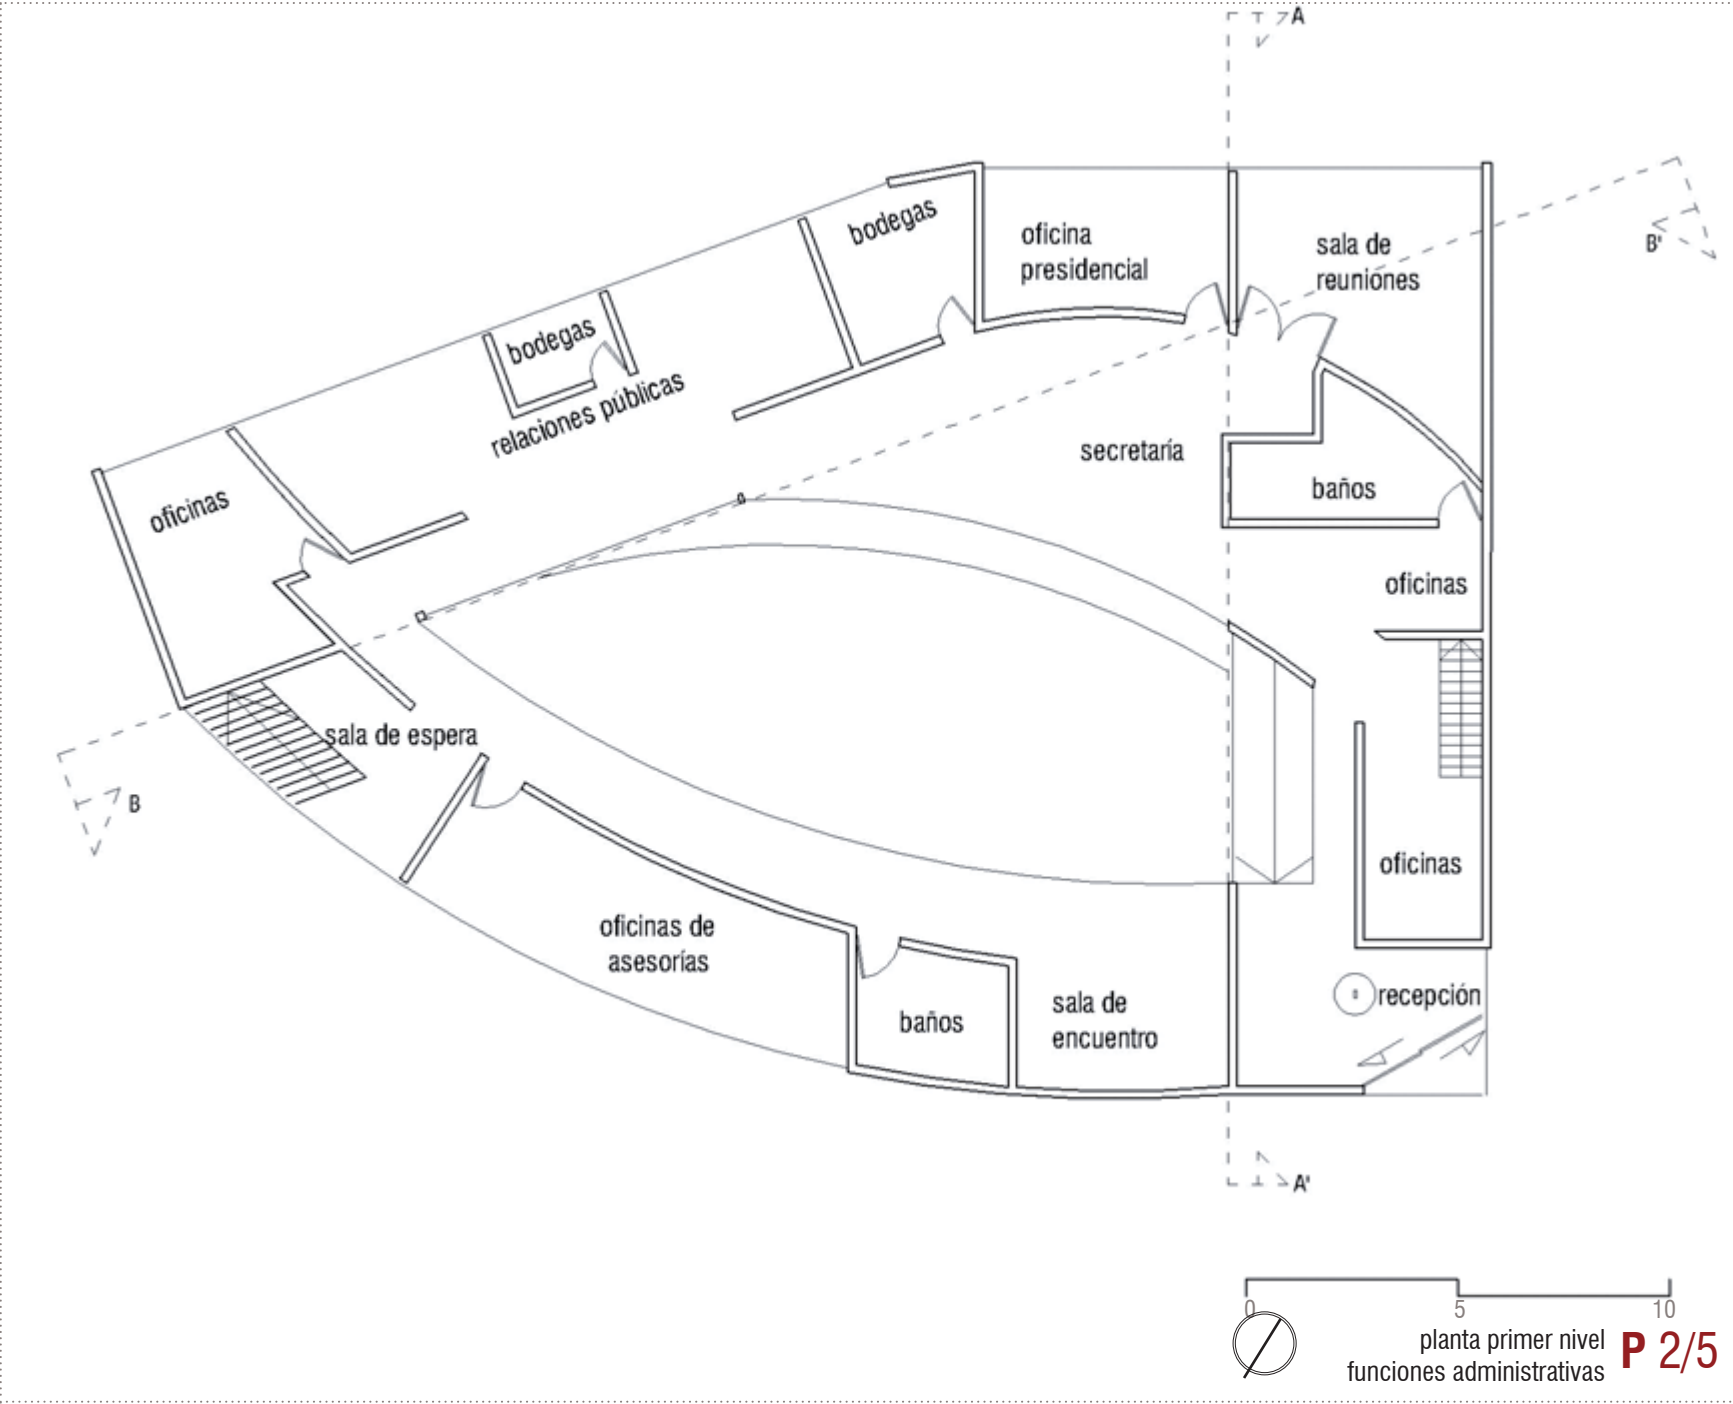 A
bodegas
oficina
presidencial
sala de
reuniones
B'
bodegas
relaciones públicas
secretaría
baños
oficinas
oficinas
sala de espera
B
oficinas
oficinas de
asesorías
baños
sala de
encuentro
recepción
A'
0 5 10
planta primer nivel
funciones administrativas
P 2/5